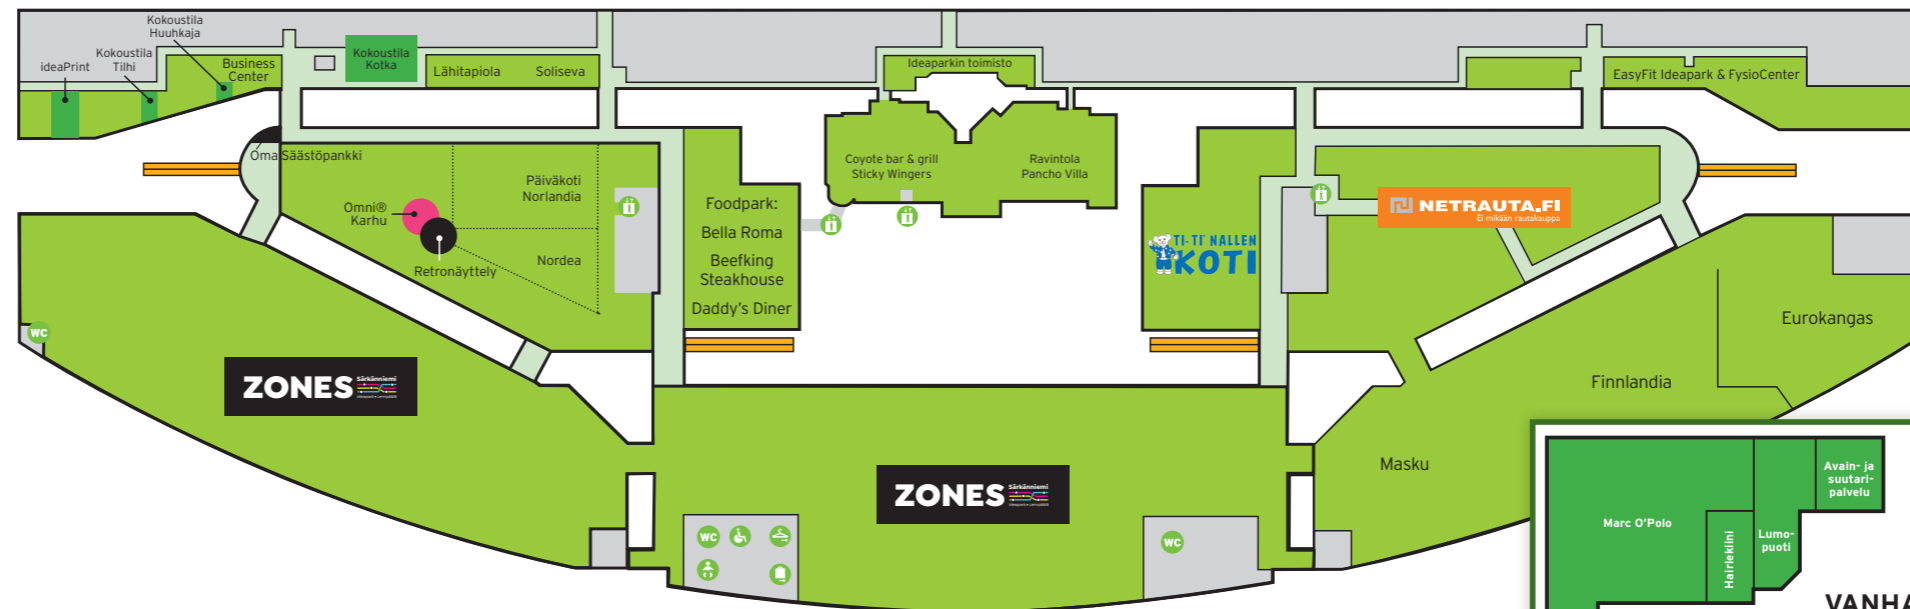 Kokoustila
Huuhkaja
Kokoustila
Tilhi
ideaPrint
Business
Center
Kokoustila
Kotka
Lähitapiola
Soliseva
Ideaparkin toimisto
EasyFit Ideapark & FysioCenter
Oma Säästöpankki
Päiväkoti
Norlandia
Omni®
Karhu
Retronäyttely
Nordea
Foodpark:
Bella Roma
Beefking
Steakhouse
Daddy's Diner
Coyote bar & grill
Sticky Wingers
Ravintola
Pancho Villa
TI-TI' NALLEN
KOTI
NETRAUTA.FI
Ei mikään rautakauppa
Eurokangas
Finnlandia
Masku
WC
ZONES
Särkänniemi
ZONES
Särkänniemi
WC
WC
Marc O'Polo
Hairlekiini
Lumo-
puoti
Avain- ja
suutari-
palvelu
VANHA